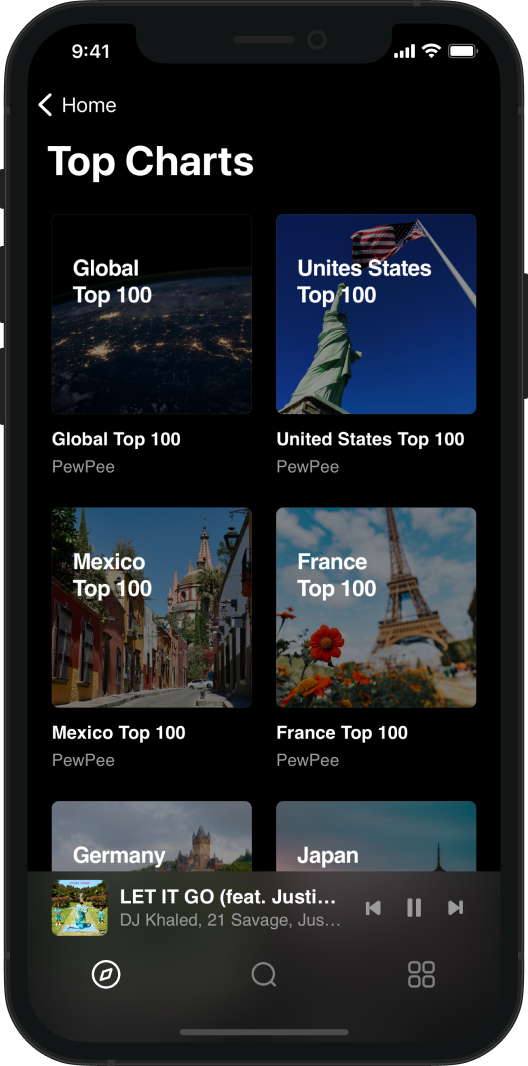 9:41
Home
Top Charts
Global
Top 100
Unites States
Top 100
Global Top 100
PewPee
United States Top 100
PewPee
Mexico
Top 100
France
Top 100
Mexico Top 100
PewPee
France Top 100
PewPee
Germany
Japan
LET IT GO (feat. Justi...
DJ Khaled, 21 Savage, Jus...